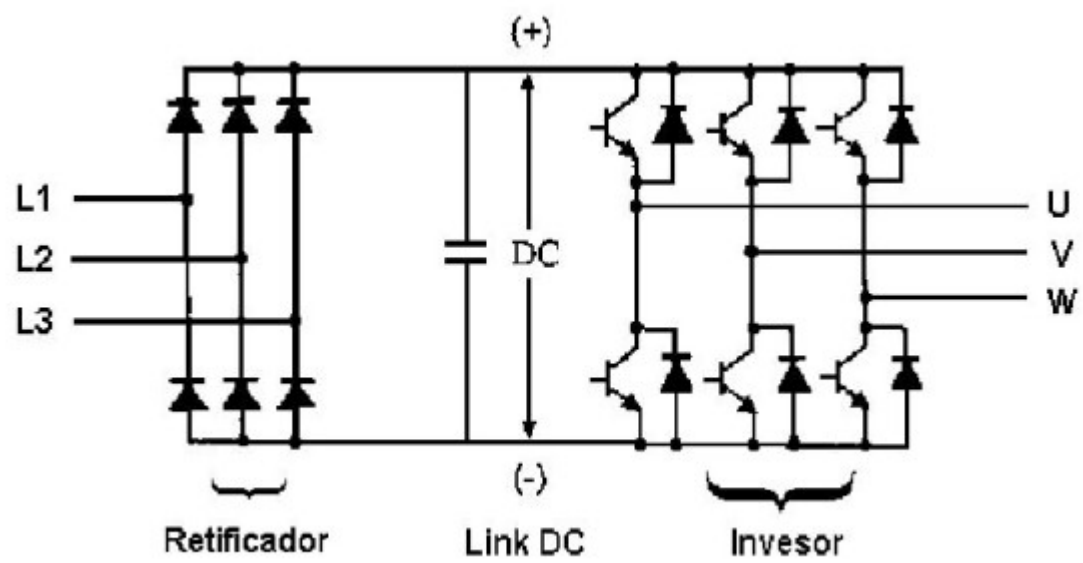 (+)
L1
L2
L3
DC
U
V
W
(-)
Retificador
Link DC
Invesor